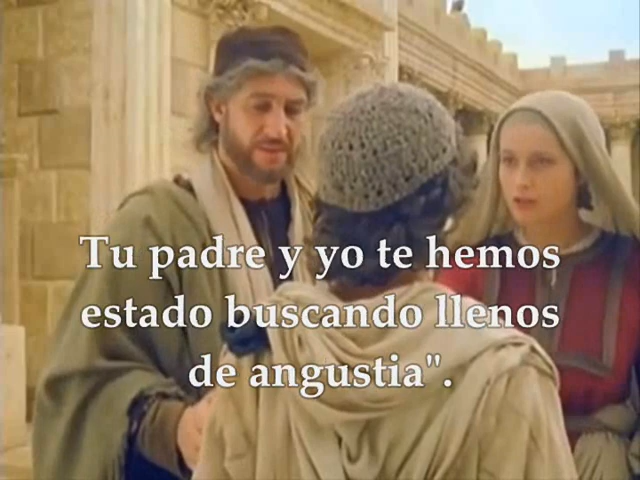 Tu padre y yo te hemos
estado buscando llenos
de angustia".